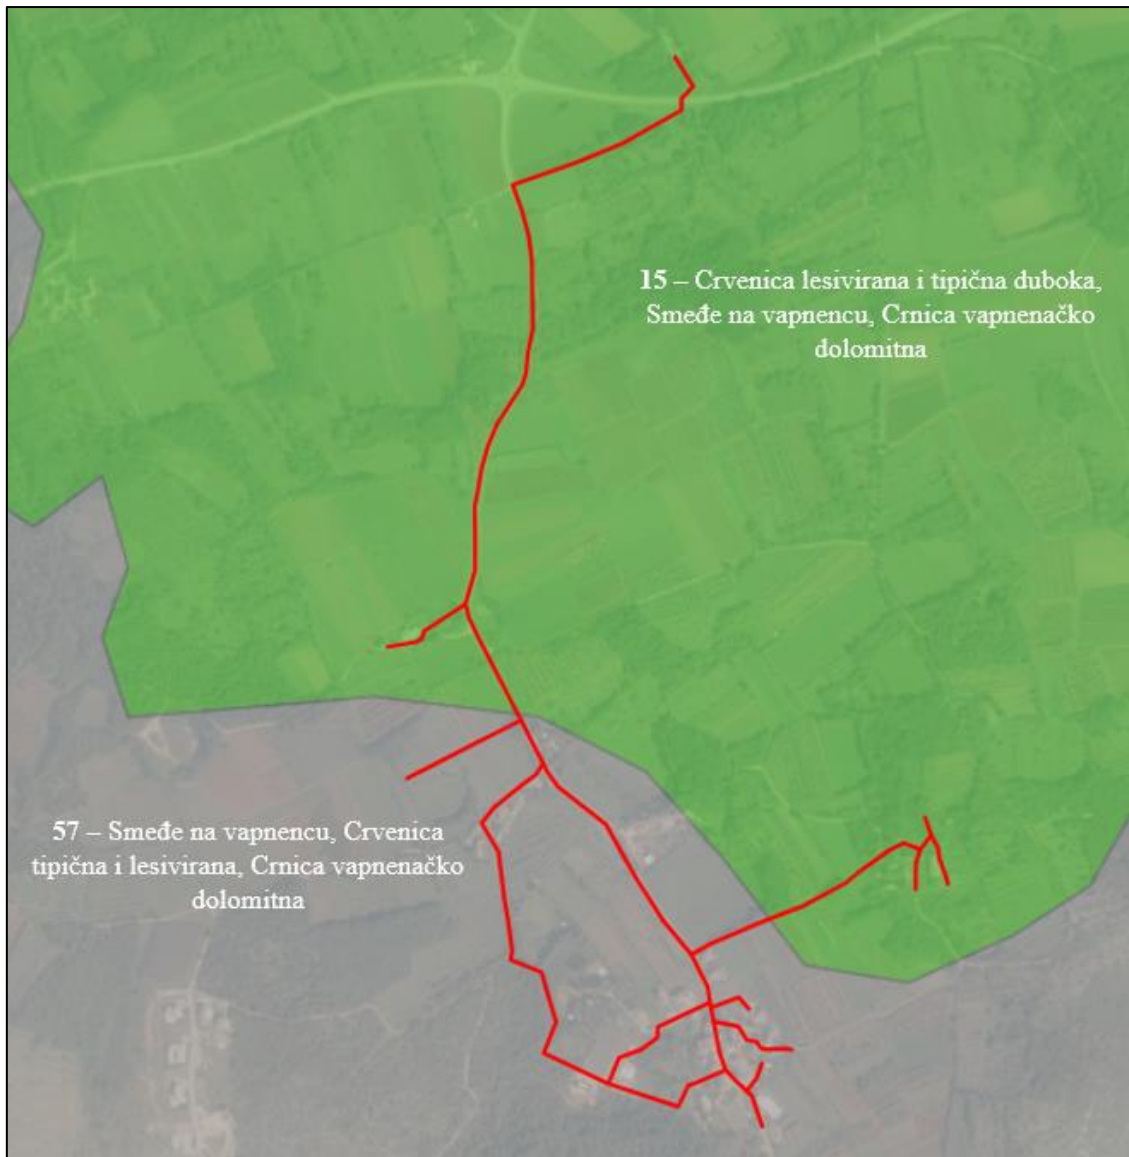 15 – Crvenica lesivirana i tipična duboka,
Smeđe na vapnencu, Crnica vapnenačko
dolomitna
57 – Smeđe na vapnencu, Crvenica
tipična i lesivirana, Crnica vapnenačko
dolomitna